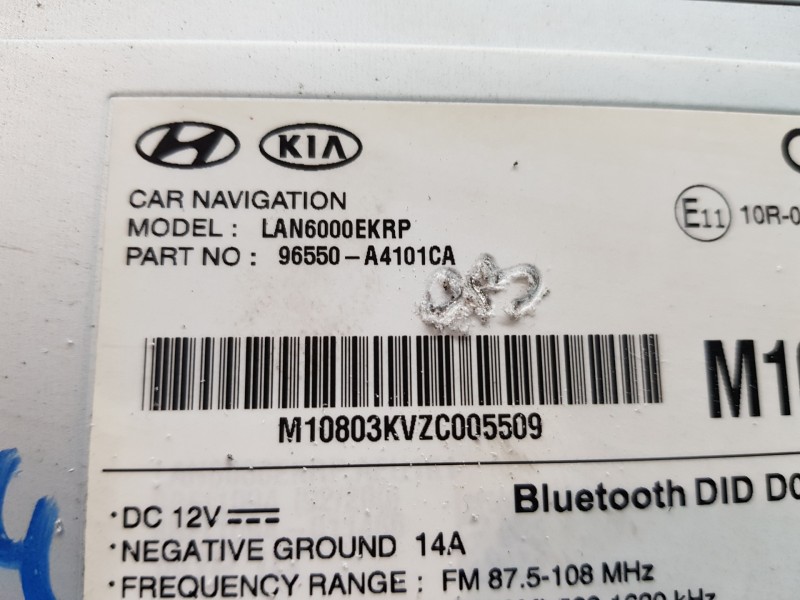 KIA
CAR NAVIGATION
MODEL : LAN6000EKRP
PART NO : 96550-A4101CA
E11 10R-0
M10803KVZC005509
M10
Bluetooth DID
•DC 12V
•NEGATIVE GROUND 14A
•FREQUENCY RANGE : FM 87.5-108 MHz